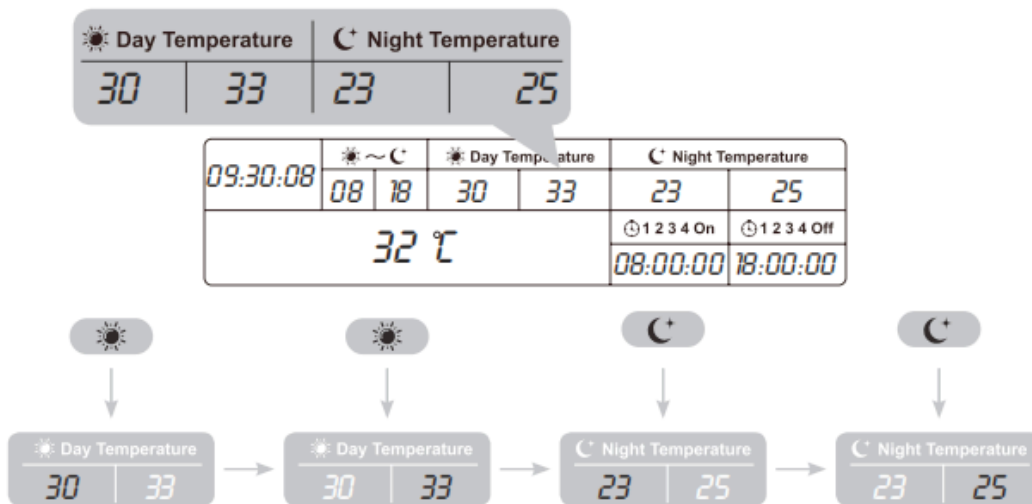 Day Temperature Night Temperature
30 33 23 25
09:30:08 ~ Day Temperature Night Temperature
08 18 30 33 23 25
32 ℃ 1 2 3 4 On 1 2 3 4 Off
08:00:00 18:00:00
Day Temperature Day Temperature Night Temperature Night Temperature
30 33 30 33 23 25 23 25